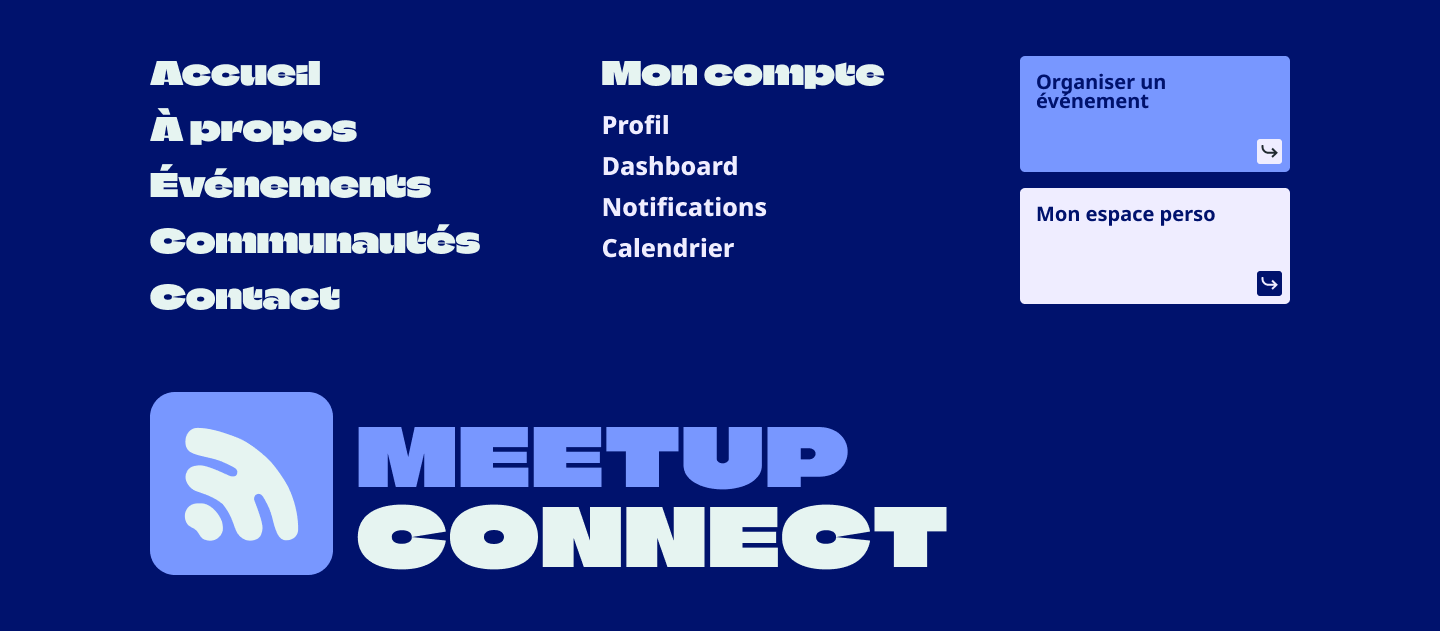 Accueil
À propos
Événements
Communautés
Contact
Mon compte
Profil
Dashboard
Notifications
Calendrier
Organiser un
événement
Mon espace perso
MEETUP
CONNECT